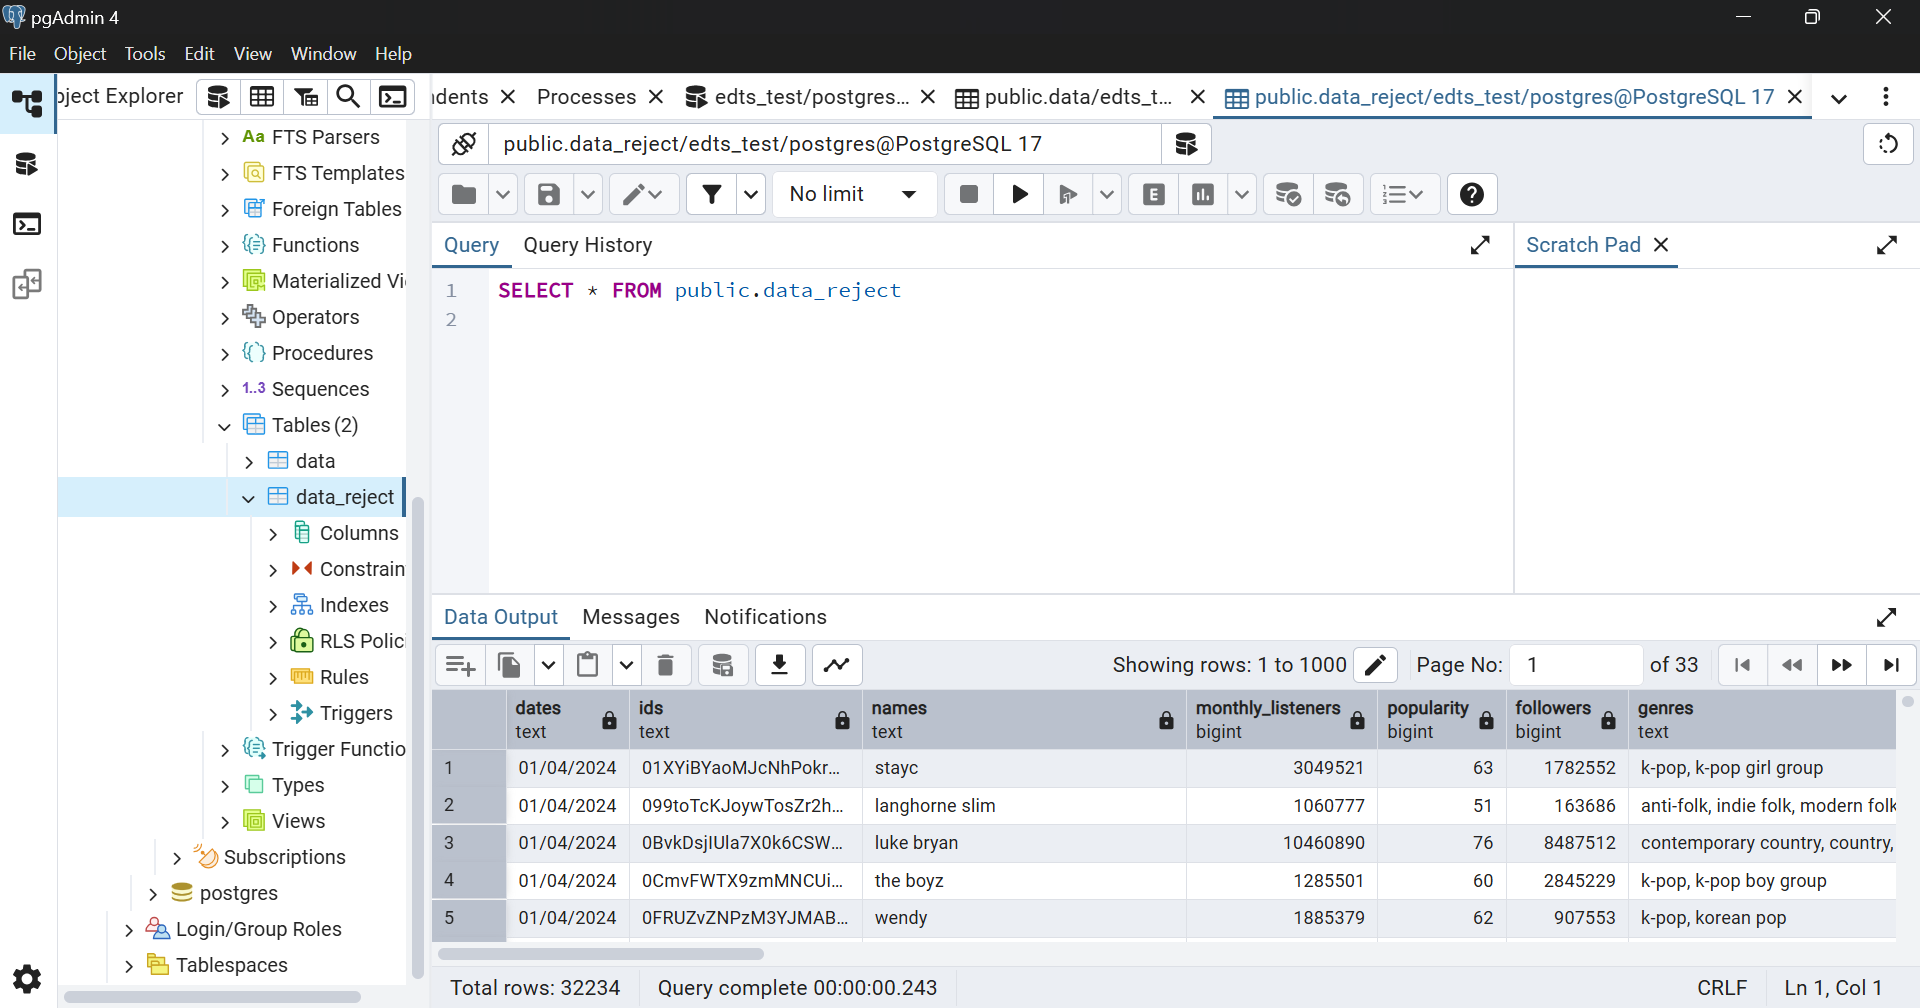 pgAdmin 4
File Object Tools Edit View Window Help
bject Explorer
FTS Parsers
FTS Templates
Foreign Tables
Functions
Materialized Vi
Operators
Procedures
Sequences
Tables (2)
data
data_reject
Columns
Constrain
Indexes
RLS Polici
Rules
Triggers
Trigger Functio
Types
Views
Subscriptions
postgres
Login/Group Roles
Tablespaces
dents Processes edts_test/postgres... public.data/edts_t... public.data_reject/edts_test/postgres@PostgreSQL 17
public.data_reject/edts_test/postgres@PostgreSQL 17
No limit
Query Query History
Scratch Pad
1 SELECT * FROM public.data_reject
2
Data Output Messages Notifications
Showing rows: 1 to 1000 Page No: 1 of 33
dates ids names monthly_listeners popularity followers genres
text text text bigint bigint bigint text
1 01/04/2024 01XYiBYaoMJcNhPokr... stayc 3049521 63 1782552 k-pop, k-pop girl group
2 01/04/2024 099toTcKJoywTosZr2h... langhorne slim 1060777 51 163686 anti-folk, indie folk, modern folk
3 01/04/2024 0BvkDsjIUla7X0k6CSW... luke bryan 10460890 76 8487512 contemporary country, country,
4 01/04/2024 0CmvFWTX9zmMNCUi... the boyz 1285501 60 2845229 k-pop, k-pop boy group
5 01/04/2024 0FRUZvZNPzM3YJMAB... wendy 1885379 62 907553 k-pop, korean pop
Total rows: 32234 Query complete 00:00:00.243 CRLF Ln 1, Col 1